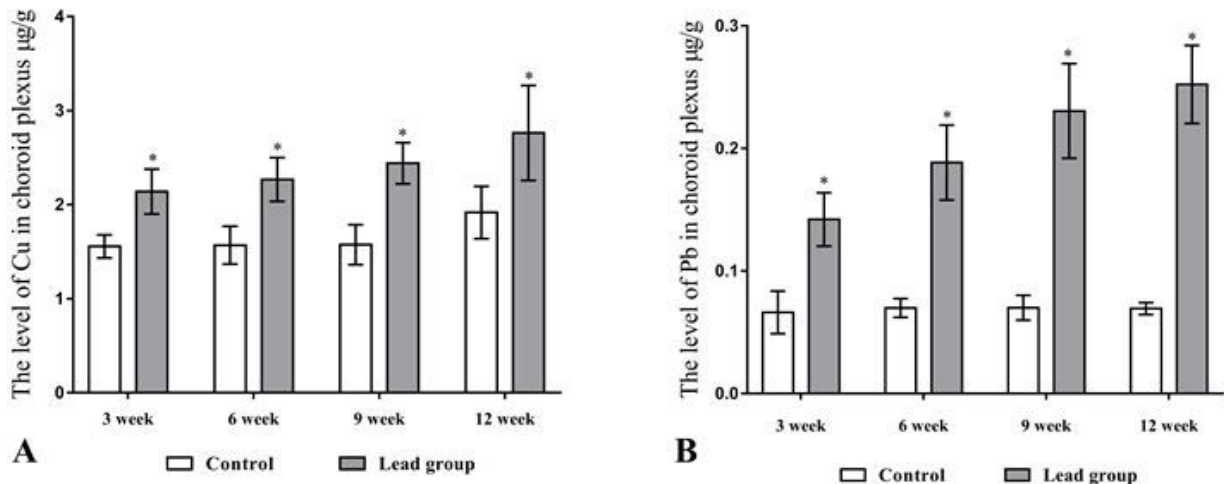 The level of Cu in choroid plexus µg/g
4
3
2
1
0
*
*
*
*
3 week
6 week
9 week
12 week
A
Control
Lead group
The level of Pb in choroid plexus µg/g
0.3
0.2
0.1
0.0
*
*
*
*
3 week
6 week
9 week
12 week
B
Control
Lead group